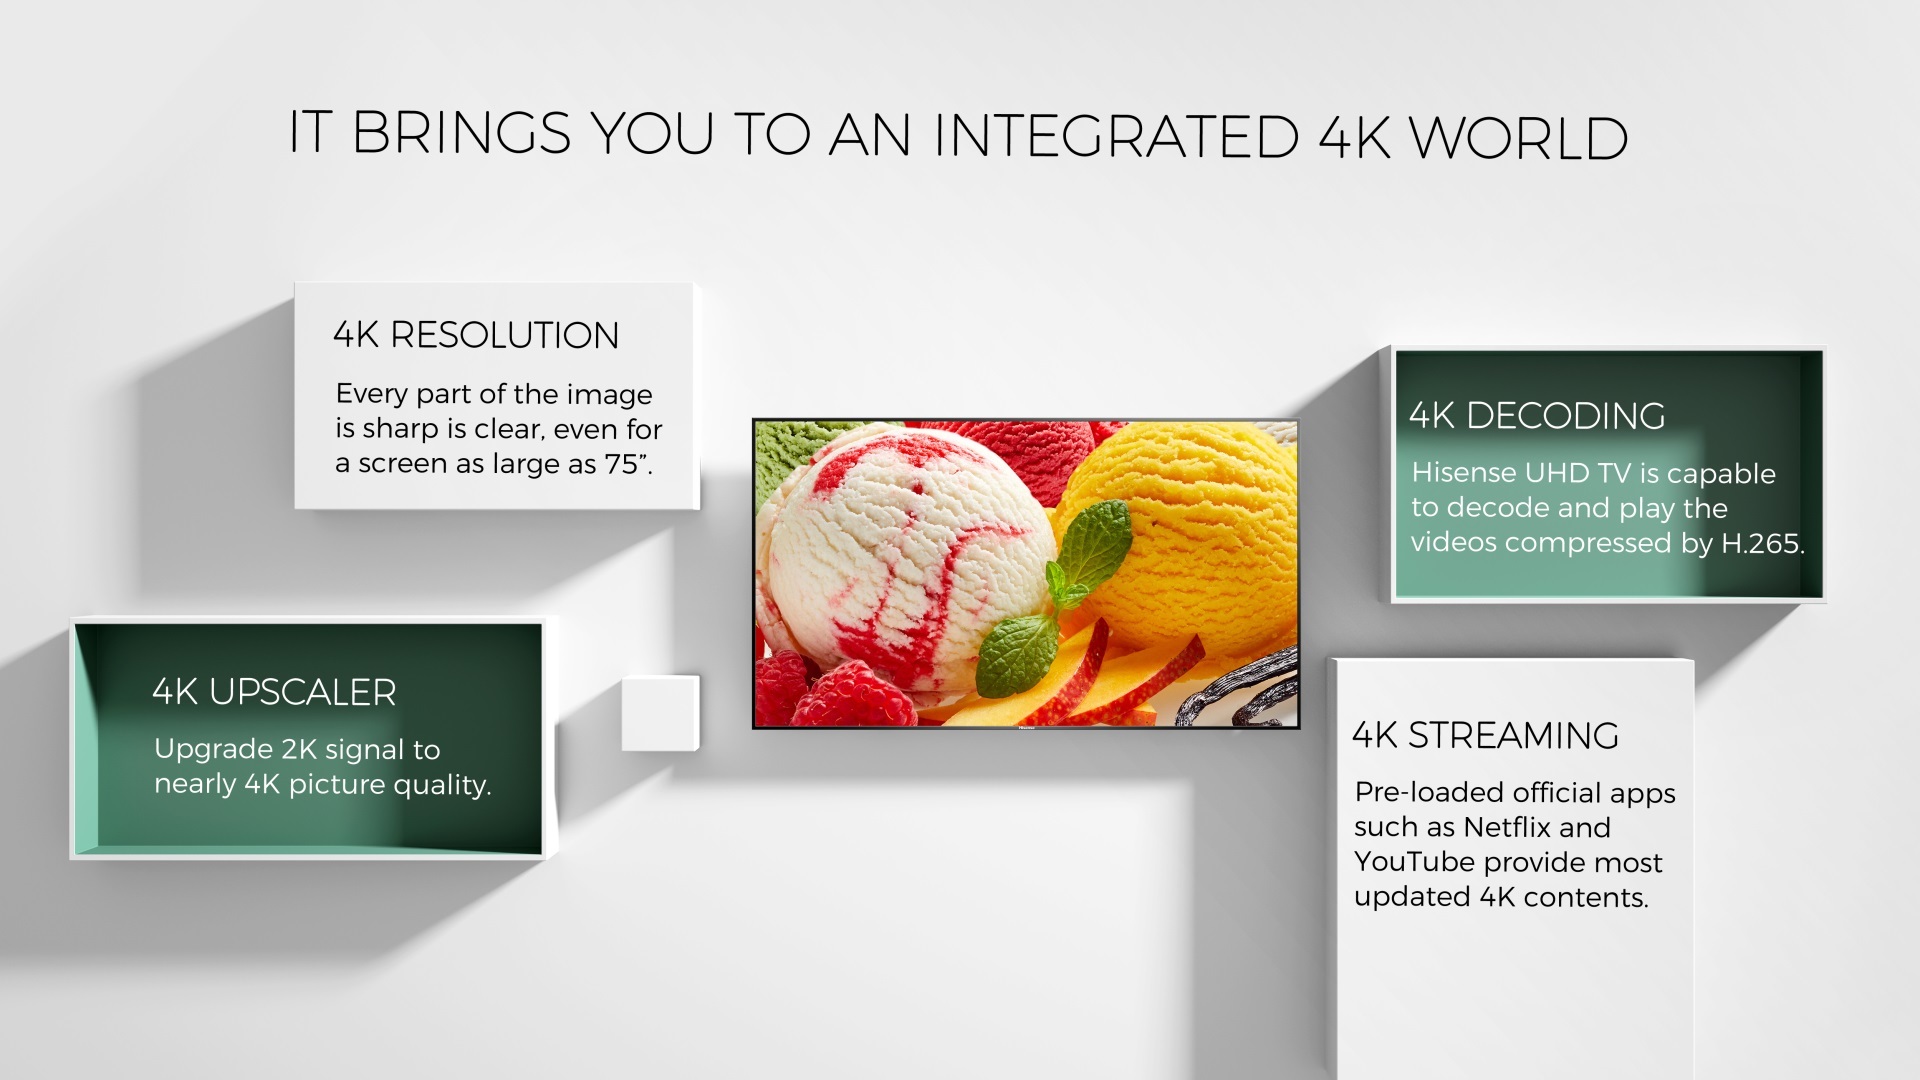 IT BRINGS YOU TO AN INTEGRATED 4K WORLD
4K RESOLUTION
Every part of the image
is sharp is clear, even for
a screen as large as 75”.
4K UPSCALER
Upgrade 2K signal to
nearly 4K picture quality.
4K DECODING
Hisense UHD TV is capable
to decode and play the
videos compressed by H.265.
4K STREAMING
Pre-loaded official apps
such as Netflix and
YouTube provide most
updated 4K contents.